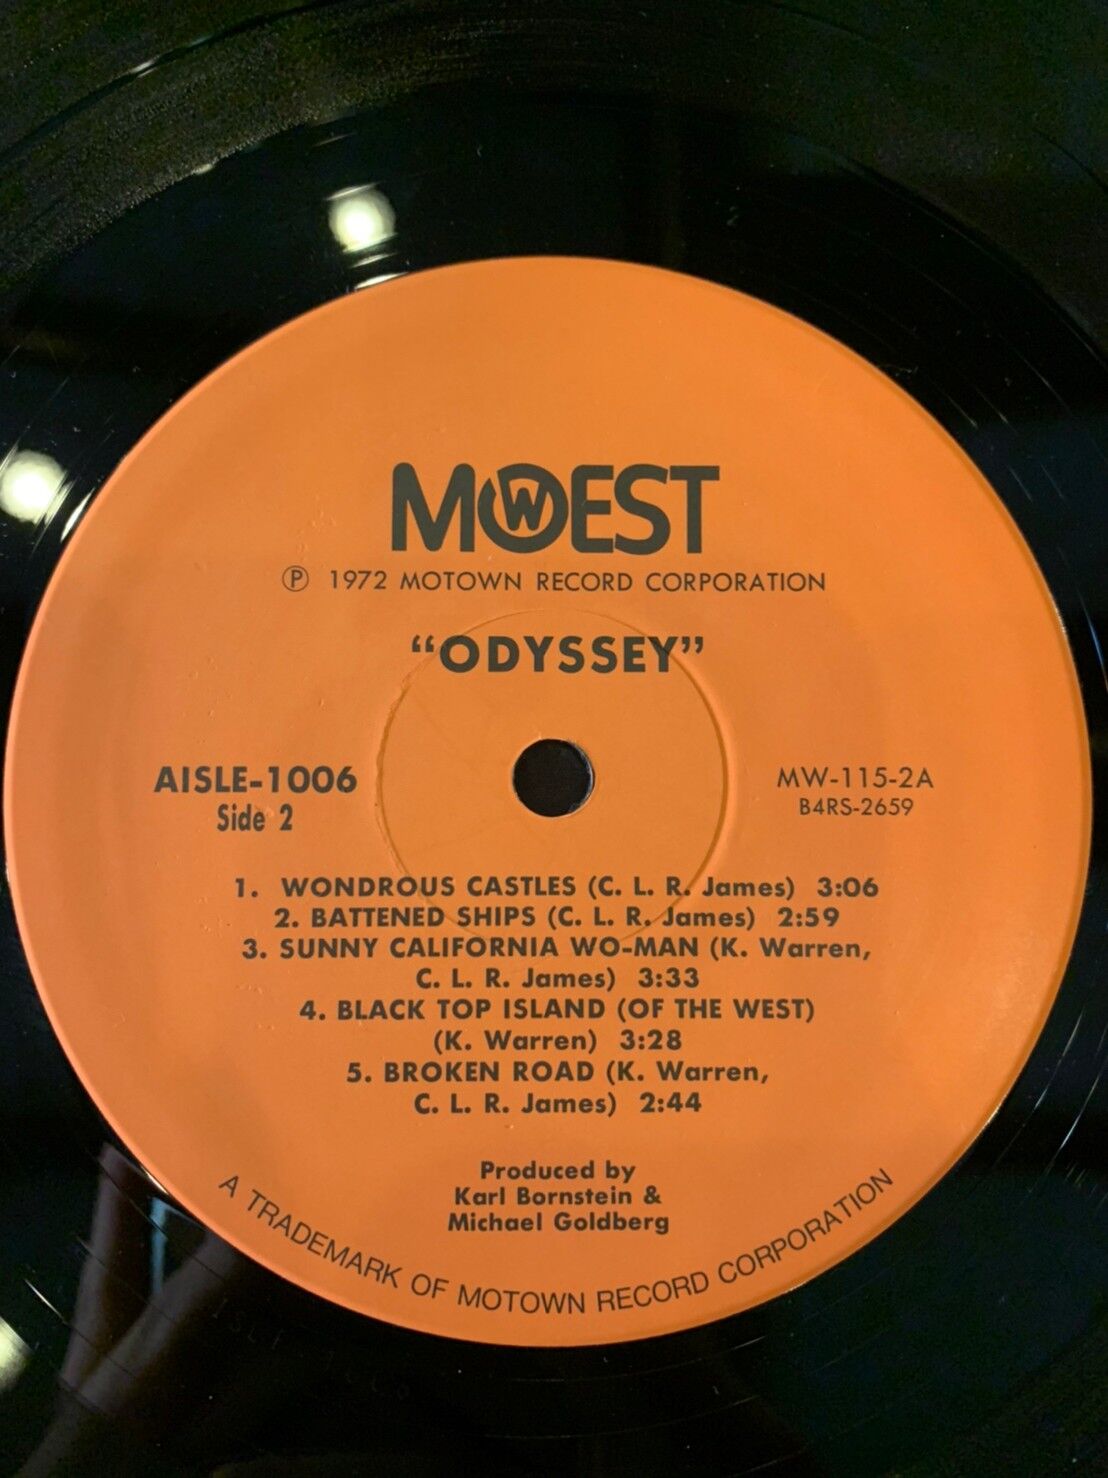 MOWEST
℗ 1972 MOTOWN RECORD CORPORATION
“ODYSSEY”
AISLE-1006
Side 2
MW-115-2A
B4RS-2659
1. WONDROUS CASTLES (C. L. R. James) 3:06
2. BATTENED SHIPS (C. L. R. James) 2:59
3. SUNNY CALIFORNIA WO-MAN (K. Warren,
C. L. R. James) 3:33
4. BLACK TOP ISLAND (OF THE WEST)
(K. Warren) 3:28
5. BROKEN ROAD (K. Warren,
C. L. R. James) 2:44
Produced by
Karl Bornstein &
Michael Goldberg
A TRADEMARK OF MOTOWN RECORD CORPORATION